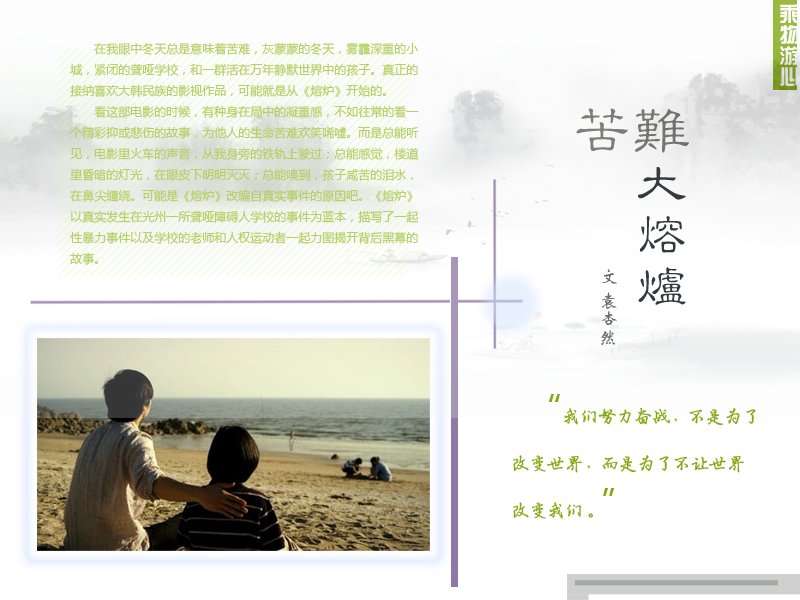 乘物游心
在我眼中冬天总是意味着苦难，灰蒙蒙的冬天，雾霾深重的小
城，紧闭的聋哑学校，和一群活在万年静默世界中的孩子。真正的
接纳喜欢大韩民族的影视作品，可能就是从《熔炉》开始的。
看这部电影的时候，有种身在局中的凝重感，不如往常的看一
个精彩抑或悲伤的故事，为他人的生命苦难欢笑唏嘘。而是总能听
见，电影里火车的声音，从我身旁的铁轨上驶过；总能感觉，楼道
里昏暗的灯光，在眼皮下明明灭灭；总能嗅到，孩子咸苦的泪水，
在鼻尖缠绕。可能是《熔炉》改编自真实事件的原因吧。《熔炉》
以真实发生在光州一所聋哑障碍人学校的事件为蓝本，描写了一起
性暴力事件以及学校的老师和人权运动者一起力图揭开背后黑幕的
故事。
苦難
大熔爐
文 袁杏然
“我们努力奋战，不是为了
改变世界，而是为了不让世界
改变我们。”